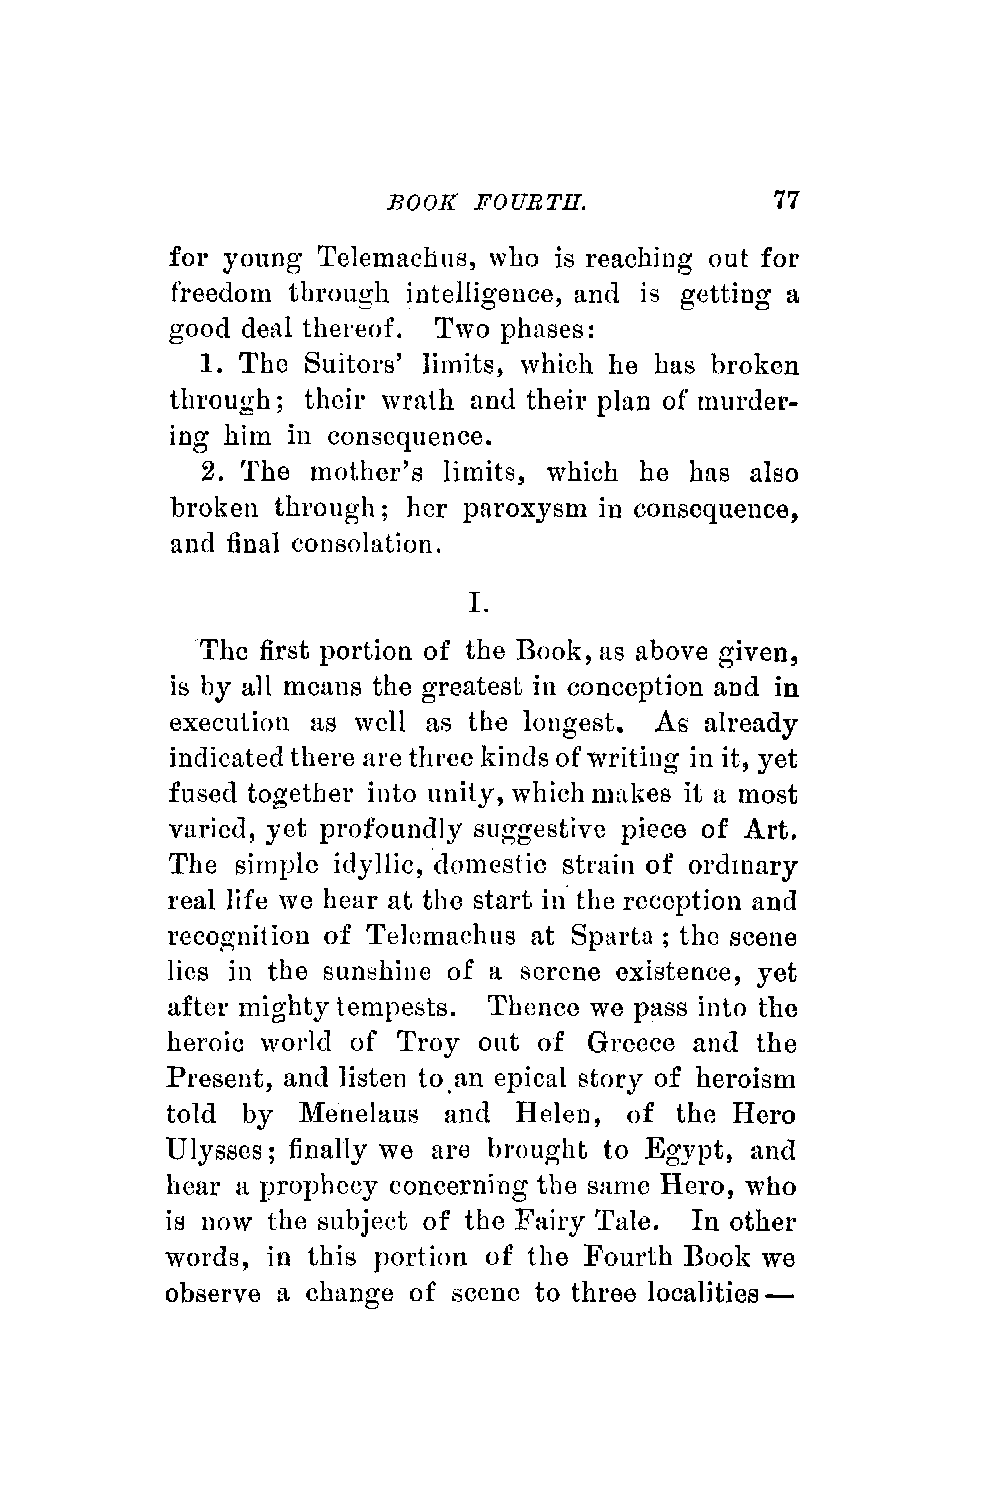 BOOK FOURTH. 77
for young Telemachus, who is reaching out for
freedom through intelligence, and is getting a
good deal thereof. Two phases:
1. The Suitors' limits, which he has broken
through; their wrath and their plan of murder-
ing him in consequence.
2. The mother's limits, which he has also
broken through; her paroxysm in consequence,
and final consolation.
I.
The first portion of the Book, as above given,
is by all means the greatest in conception and in
execution as well as the longest. As already
indicated there are three kinds of writing in it, yet
fused together into unity, which makes it a most
varied, yet profoundly suggestive piece of Art.
The simple idyllic, domestic strain of ordinary
real life we hear at the start in the reception and
recognition of Telemachus at Sparta; the scene
lies in the sunshine of a serene existence, yet
after mighty tempests. Thence we pass into the
heroic world of Troy out of Greece and the
Present, and listen to an epical story of heroism
told by Menelaus and Helen, of the Hero
Ulysses; finally we are brought to Egypt, and
hear a prophecy concerning the same Hero, who
is now the subject of the Fairy Tale. In other
words, in this portion of the Fourth Book we
observe a change of scene to three localities—